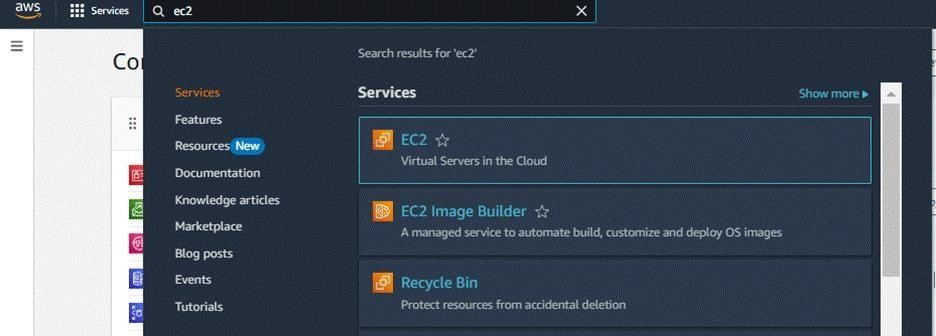 aws
Services
ec2
Search results for 'ec2'
Services
Features
Resources New
Documentation
Knowledge articles
Marketplace
Blog posts
Events
Tutorials
Services
Show more
EC2
Virtual Servers in the Cloud
EC2 Image Builder
A managed service to automate build, customize and deploy OS images
Recycle Bin
Protect resources from accidental deletion